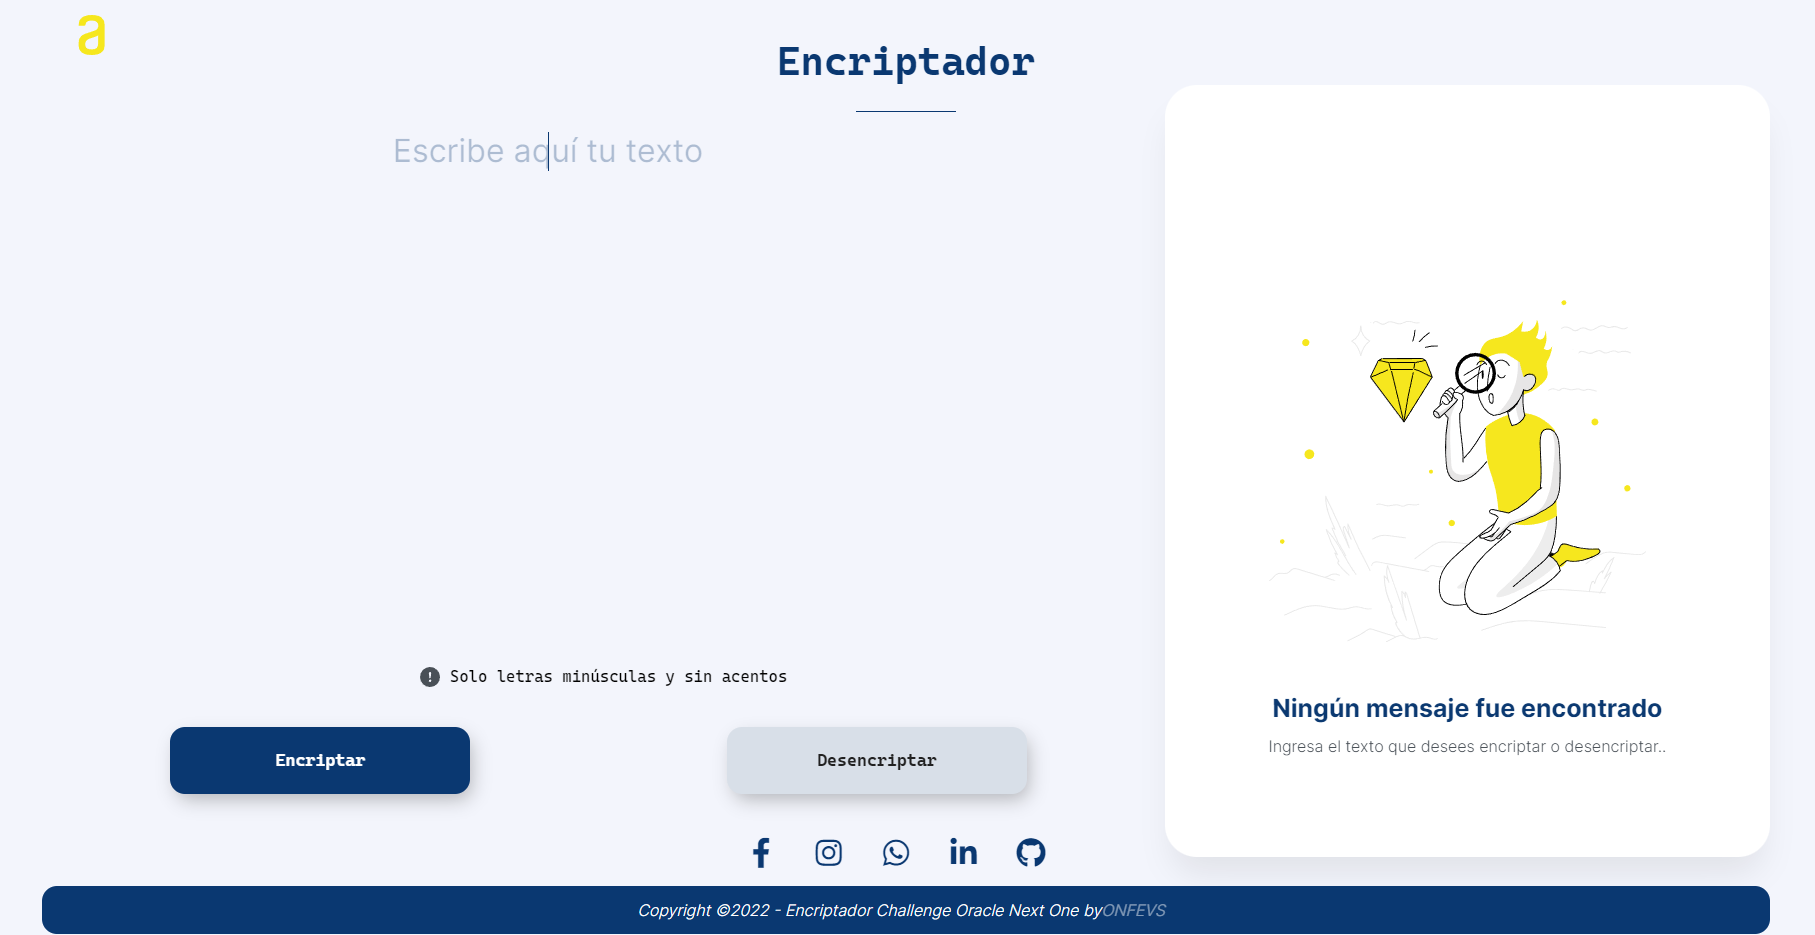 a
Encriptador
Escribe aquí tu texto
Solo letras minúsculas y sin acentos
Encriptar
Desencriptar
Ningún mensaje fue encontrado
Ingresa el texto que desees encriptar o desencriptar..
Copyright ©2022 - Encriptador Challenge Oracle Next One byONFEVS